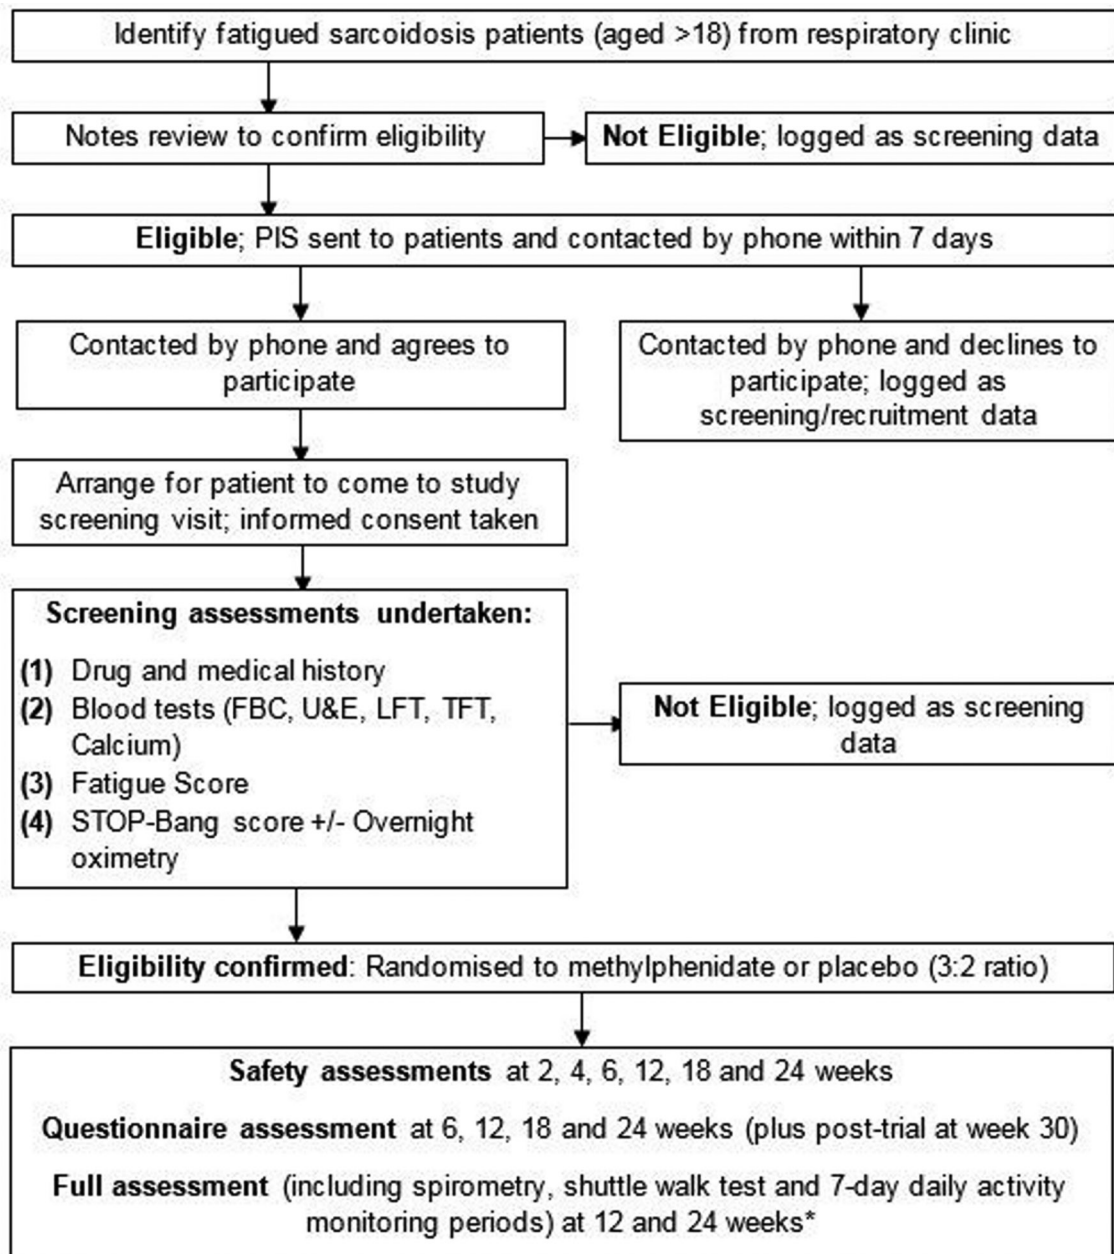 Identify fatigued sarcoidosis patients (aged >18) from respiratory clinic
Notes review to confirm eligibility
Not Eligible; logged as screening data
Eligible; PIS sent to patients and contacted by phone within 7 days
Contacted by phone and agrees to
participate
Contacted by phone and declines to
participate; logged as
screening/recruitment data
Arrange for patient to come to study
screening visit; informed consent taken
Screening assessments undertaken:
(1) Drug and medical history
(2) Blood tests (FBC, U&E, LFT, TFT,
Calcium)
(3) Fatigue Score
(4) STOP-Bang score +/- Overnight
oximetry
Not Eligible; logged as screening
data
Eligibility confirmed: Randomised to methylphenidate or placebo (3:2 ratio)
Safety assessments at 2, 4, 6, 12, 18 and 24 weeks
Questionnaire assessment at 6, 12, 18 and 24 weeks (plus post-trial at week 30)
Full assessment (including spirometry, shuttle walk test and 7-day daily activity
monitoring periods) at 12 and 24 weeks*